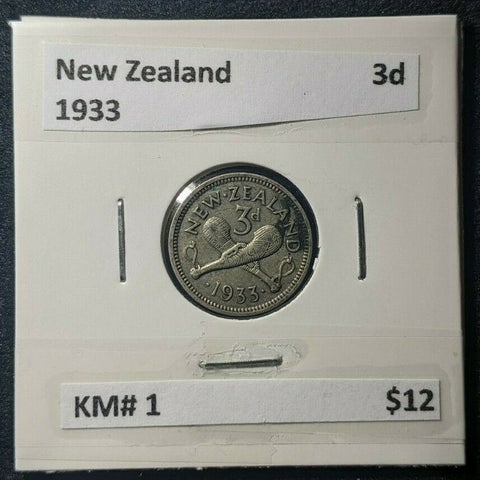 New Zealand 3d
1933
NEW·ZEALAND
3d
·1933·
KM# 1 $12